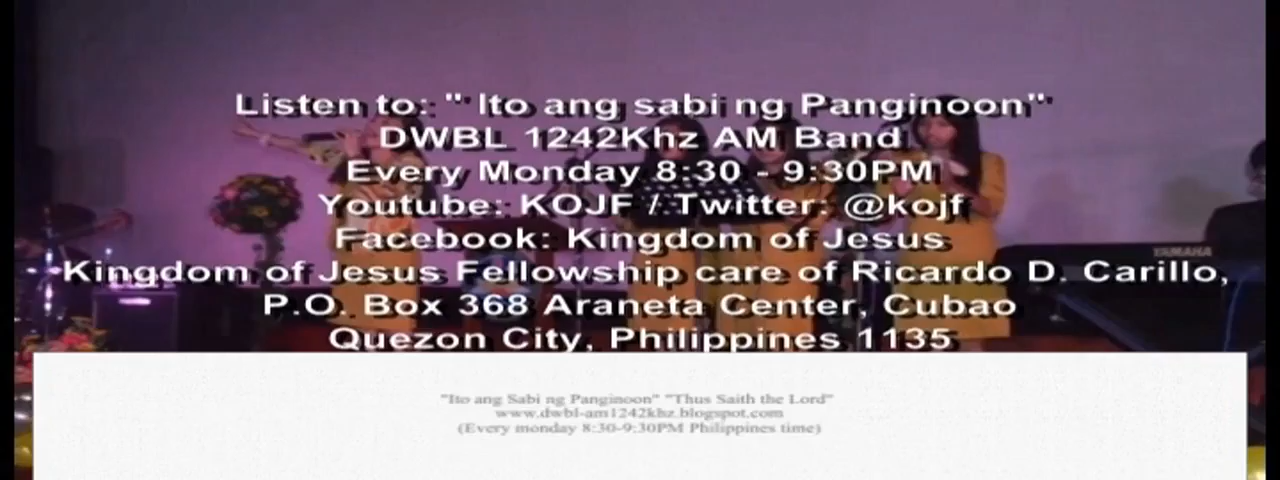 Listen to: " Ito ang sabi ng Panginoon"
DWBL 1242Khz AM Band
Every Monday 8:30 - 9:30PM
Youtube: KOJF / Twitter: @kojf
Facebook: Kingdom of Jesus
Kingdom of Jesus Fellowship care of Ricardo D. Carillo,
P.O. Box 368 Araneta Center, Cubao
Quezon City, Philippines 1135
YAMAHA
"Ito ang Sabi ng Panginoon" "Thus Saith the Lord"
www.dwbl-am1242khz.blogspot.com
(Every monday 8:30-9:30PM Philippines time)